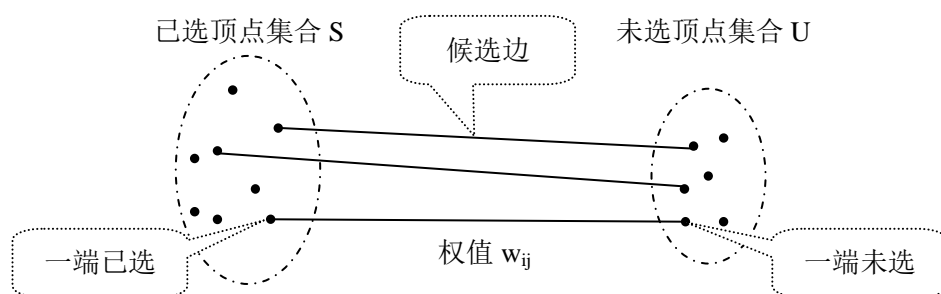 已选顶点集合 S
未选顶点集合 U
候选边
一端已选
权值 wij
一端未选